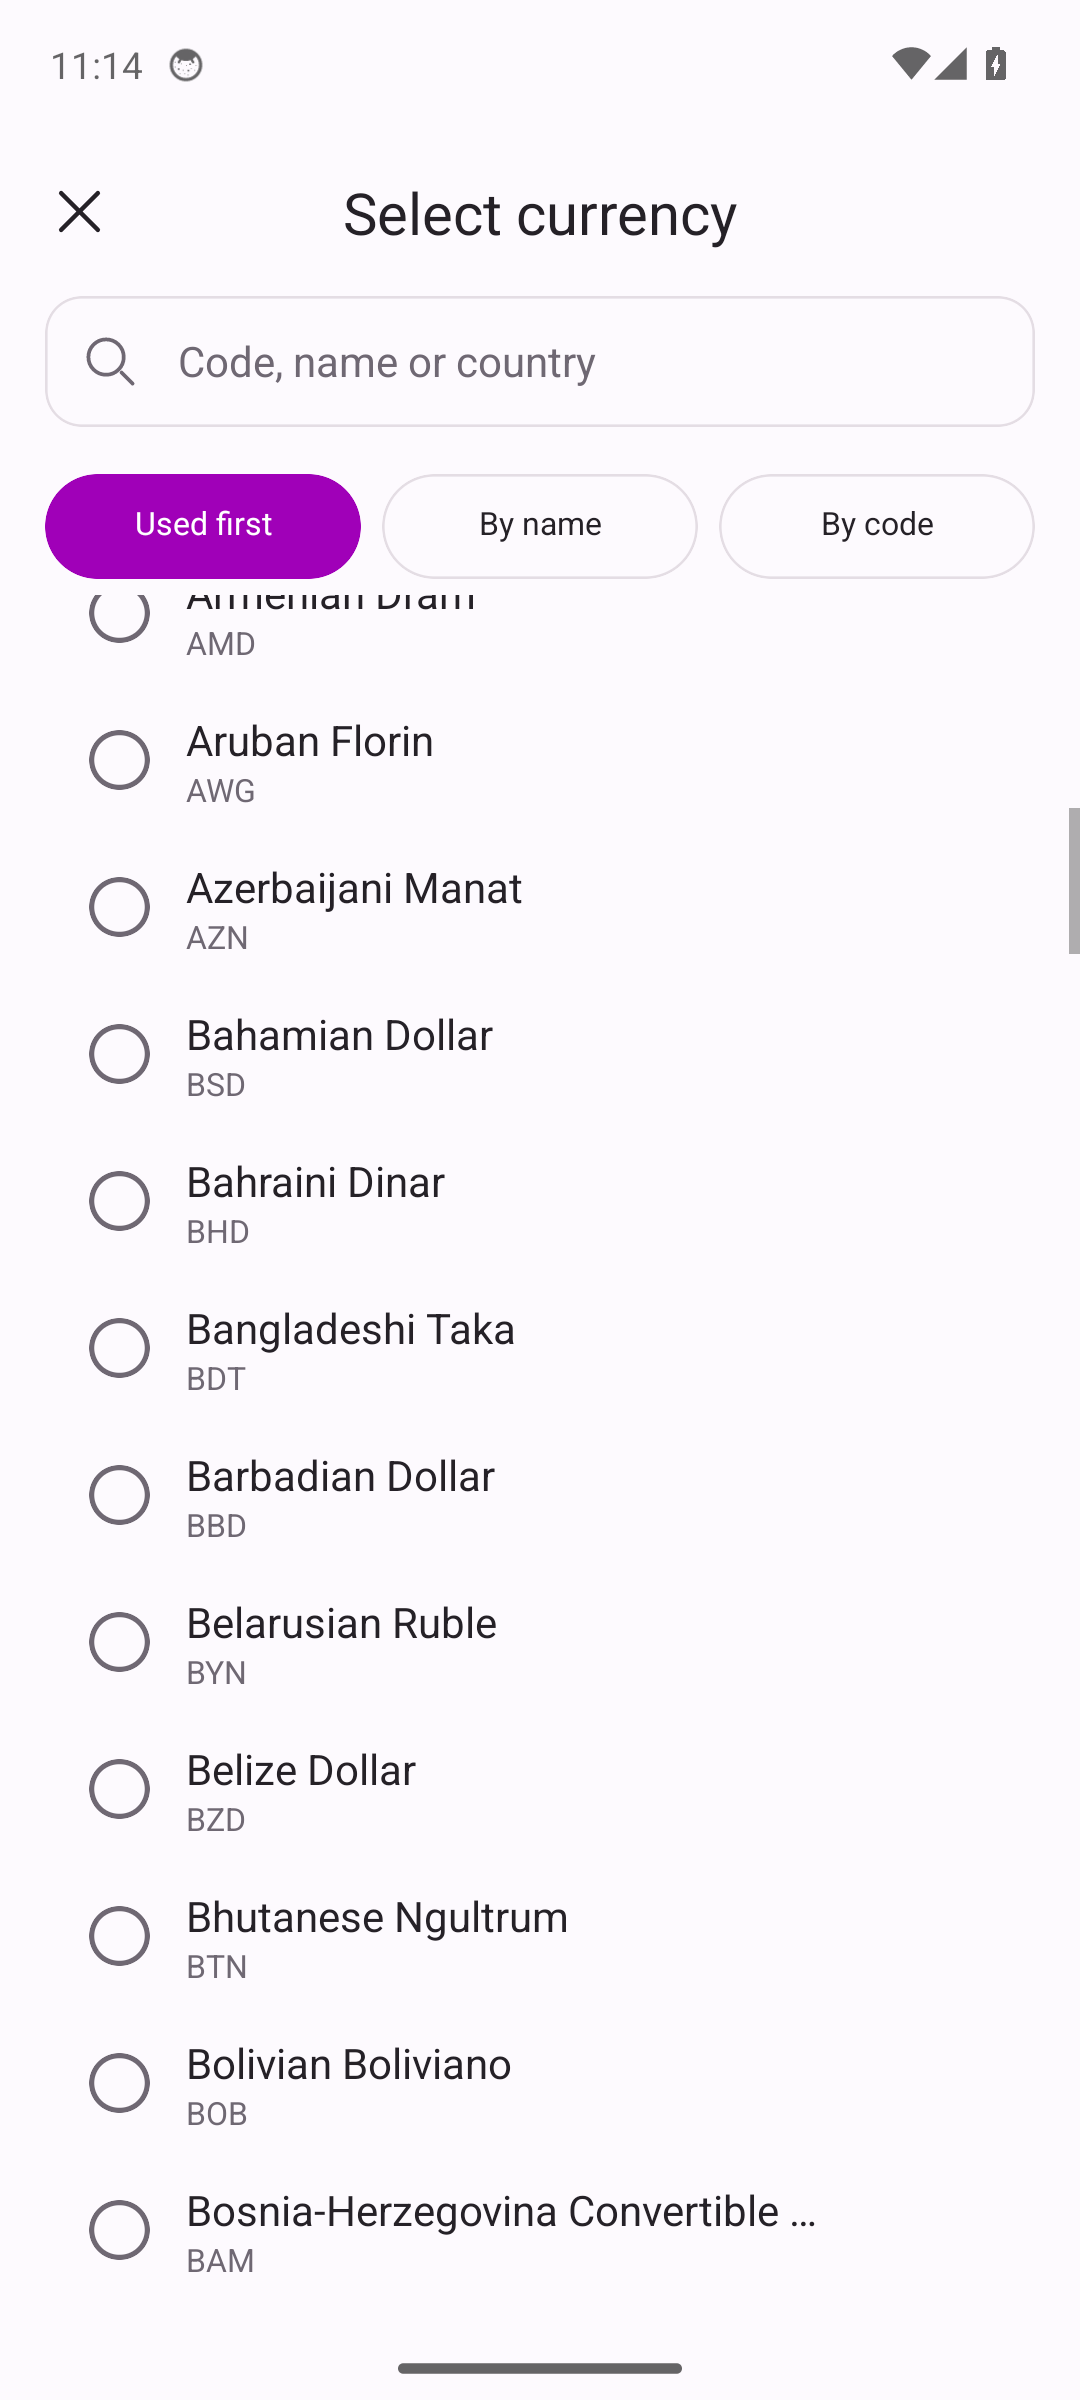 11:14
Select currency
Code, name or country
Used first
By name
By code
Armenian Dram
AMD
Aruban Florin
AWG
Azerbaijani Manat
AZN
Bahamian Dollar
BSD
Bahraini Dinar
BHD
Bangladeshi Taka
BDT
Barbadian Dollar
BBD
Belarusian Ruble
BYN
Belize Dollar
BZD
Bhutanese Ngultrum
BTN
Bolivian Boliviano
BOB
Bosnia-Herzegovina Convertible ...
BAM